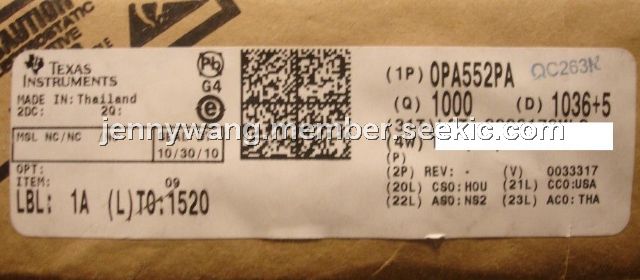 CAUTION
TEXAS
INSTRUMENTS
MADE IN: Thailand
2DC: 2Q:
MSL NC/NC
10/30/10
OPT:
ITEM: 09
LBL: 1A (L)TO:1520
Pb
G4
e
(1P) OPA552PA
QC263K
(Q) 1000 (D) 1036+5
(4W)
(P)
(2P) REV: - (V) 0033317
(20L) CSO:HOU (21L) CCO:USA
(22L) ASO:NS2 (23L) ACO:THA
jennywang.member.seekic.com